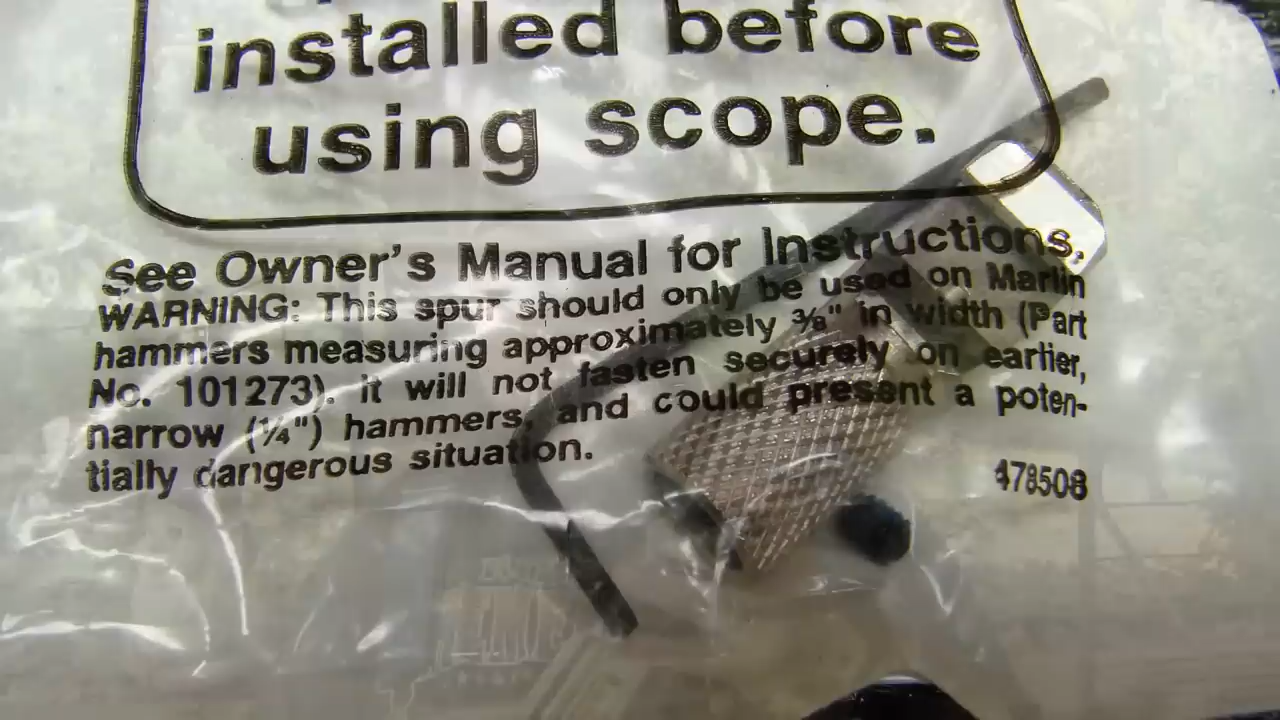 installed before
using scope.
See Owner's Manual for Instructions.
WARNING: This spur should only be used on Marlin
hammers measuring approximately ⅜" in width (Part
No. 101273). it will not fasten securely on earlier,
narrow (¼") hammers, and could present a poten-
tially dangerous situation.
478508